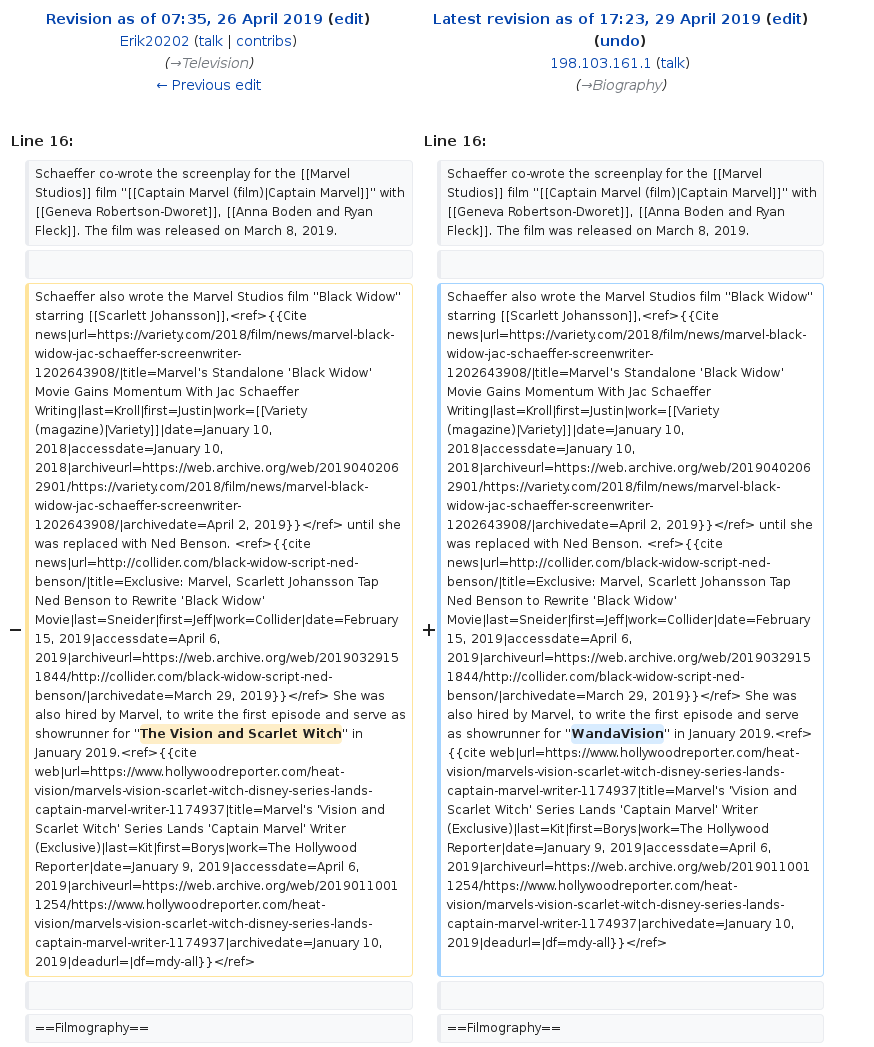 Revision as of 07:35, 26 April 2019 (edit)
Erik20202 (talk | contribs)
(→Television)
← Previous edit
Latest revision as of 17:23, 29 April 2019 (edit)
(undo)
198.103.161.1 (talk)
(→Biography)
Line 16:
Line 16:
Schaeffer co-wrote the screenplay for the [[Marvel
Studios]] film ''[[Captain Marvel (film)|Captain Marvel]]'' with
[[Geneva Robertson-Dworet]], [[Anna Boden and Ryan
Fleck]]. The film was released on March 8, 2019.
Schaeffer co-wrote the screenplay for the [[Marvel
Studios]] film ''[[Captain Marvel (film)|Captain Marvel]]'' with
[[Geneva Robertson-Dworet]], [[Anna Boden and Ryan
Fleck]]. The film was released on March 8, 2019.
−
Schaeffer also wrote the Marvel Studios film ''Black Widow''
starring [[Scarlett Johansson]],<ref>{{Cite
news|url=https://variety.com/2018/film/news/marvel-black-
widow-jac-schaeffer-screenwriter-
1202643908/|title=Marvel's Standalone 'Black Widow'
Movie Gains Momentum With Jac Schaeffer
Writing|last=Kroll|first=Justin|work=[[Variety
(magazine)|Variety]]|date=January 10,
2018|accessdate=January 10,
2018|archiveurl=https://web.archive.org/web/2019040206
2901/https://variety.com/2018/film/news/marvel-black-
widow-jac-schaeffer-screenwriter-
1202643908/|archivedate=April 2, 2019}}</ref> until she
was replaced with Ned Benson. <ref>{{cite
news|url=http://collider.com/black-widow-script-ned-
benson/|title=Exclusive: Marvel, Scarlett Johansson Tap
Ned Benson to Rewrite 'Black Widow'
Movie|last=Sneider|first=Jeff|work=Collider|date=February
15, 2019|accessdate=April 6,
2019|archiveurl=https://web.archive.org/web/2019032915
1844/http://collider.com/black-widow-script-ned-
benson/|archivedate=March 29, 2019}}</ref> She was
also hired by Marvel, to write the first episode and serve as
showrunner for ''The Vision and Scarlet Witch'' in
January 2019.<ref>{{cite
web|url=https://www.hollywoodreporter.com/heat-
vision/marvels-vision-scarlet-witch-disney-series-lands-
captain-marvel-writer-1174937|title=Marvel's 'Vision and
Scarlet Witch' Series Lands 'Captain Marvel' Writer
(Exclusive)|last=Kit|first=Borys|work=The Hollywood
Reporter|date=January 9, 2019|accessdate=April 6,
2019|archiveurl=https://web.archive.org/web/2019011001
1254/https://www.hollywoodreporter.com/heat-
vision/marvels-vision-scarlet-witch-disney-series-lands-
captain-marvel-writer-1174937|archivedate=January 10,
2019|deadurl=|df=mdy-all}}</ref>
+
Schaeffer also wrote the Marvel Studios film ''Black Widow''
starring [[Scarlett Johansson]],<ref>{{Cite
news|url=https://variety.com/2018/film/news/marvel-black-
widow-jac-schaeffer-screenwriter-
1202643908/|title=Marvel's Standalone 'Black Widow'
Movie Gains Momentum With Jac Schaeffer
Writing|last=Kroll|first=Justin|work=[[Variety
(magazine)|Variety]]|date=January 10,
2018|accessdate=January 10,
2018|archiveurl=https://web.archive.org/web/2019040206
2901/https://variety.com/2018/film/news/marvel-black-
widow-jac-schaeffer-screenwriter-
1202643908/|archivedate=April 2, 2019}}</ref> until she
was replaced with Ned Benson. <ref>{{cite
news|url=http://collider.com/black-widow-script-ned-
benson/|title=Exclusive: Marvel, Scarlett Johansson Tap
Ned Benson to Rewrite 'Black Widow'
Movie|last=Sneider|first=Jeff|work=Collider|date=February
15, 2019|accessdate=April 6,
2019|archiveurl=https://web.archive.org/web/2019032915
1844/http://collider.com/black-widow-script-ned-
benson/|archivedate=March 29, 2019}}</ref> She was
also hired by Marvel, to write the first episode and serve
as showrunner for ''WandaVision'' in January 2019.<ref>
{{cite web|url=https://www.hollywoodreporter.com/heat-
vision/marvels-vision-scarlet-witch-disney-series-lands-
captain-marvel-writer-1174937|title=Marvel's 'Vision and
Scarlet Witch' Series Lands 'Captain Marvel' Writer
(Exclusive)|last=Kit|first=Borys|work=The Hollywood
Reporter|date=January 9, 2019|accessdate=April 6,
2019|archiveurl=https://web.archive.org/web/2019011001
1254/https://www.hollywoodreporter.com/heat-
vision/marvels-vision-scarlet-witch-disney-series-lands-
captain-marvel-writer-1174937|archivedate=January 10,
2019|deadurl=|df=mdy-all}}</ref>
==Filmography==
==Filmography==